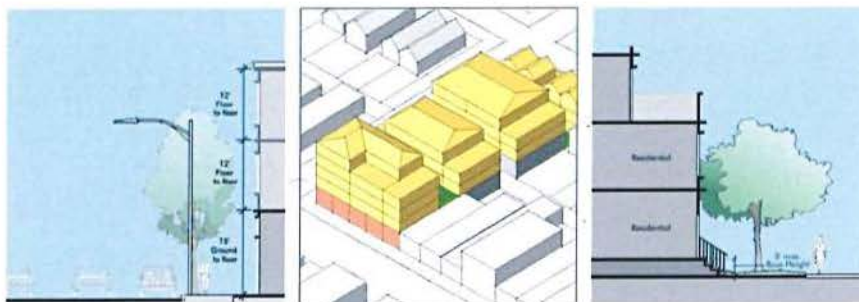 12'
Floor
to floor
12'
Floor
to floor
15'
Ground
to floor
Residential
Residential